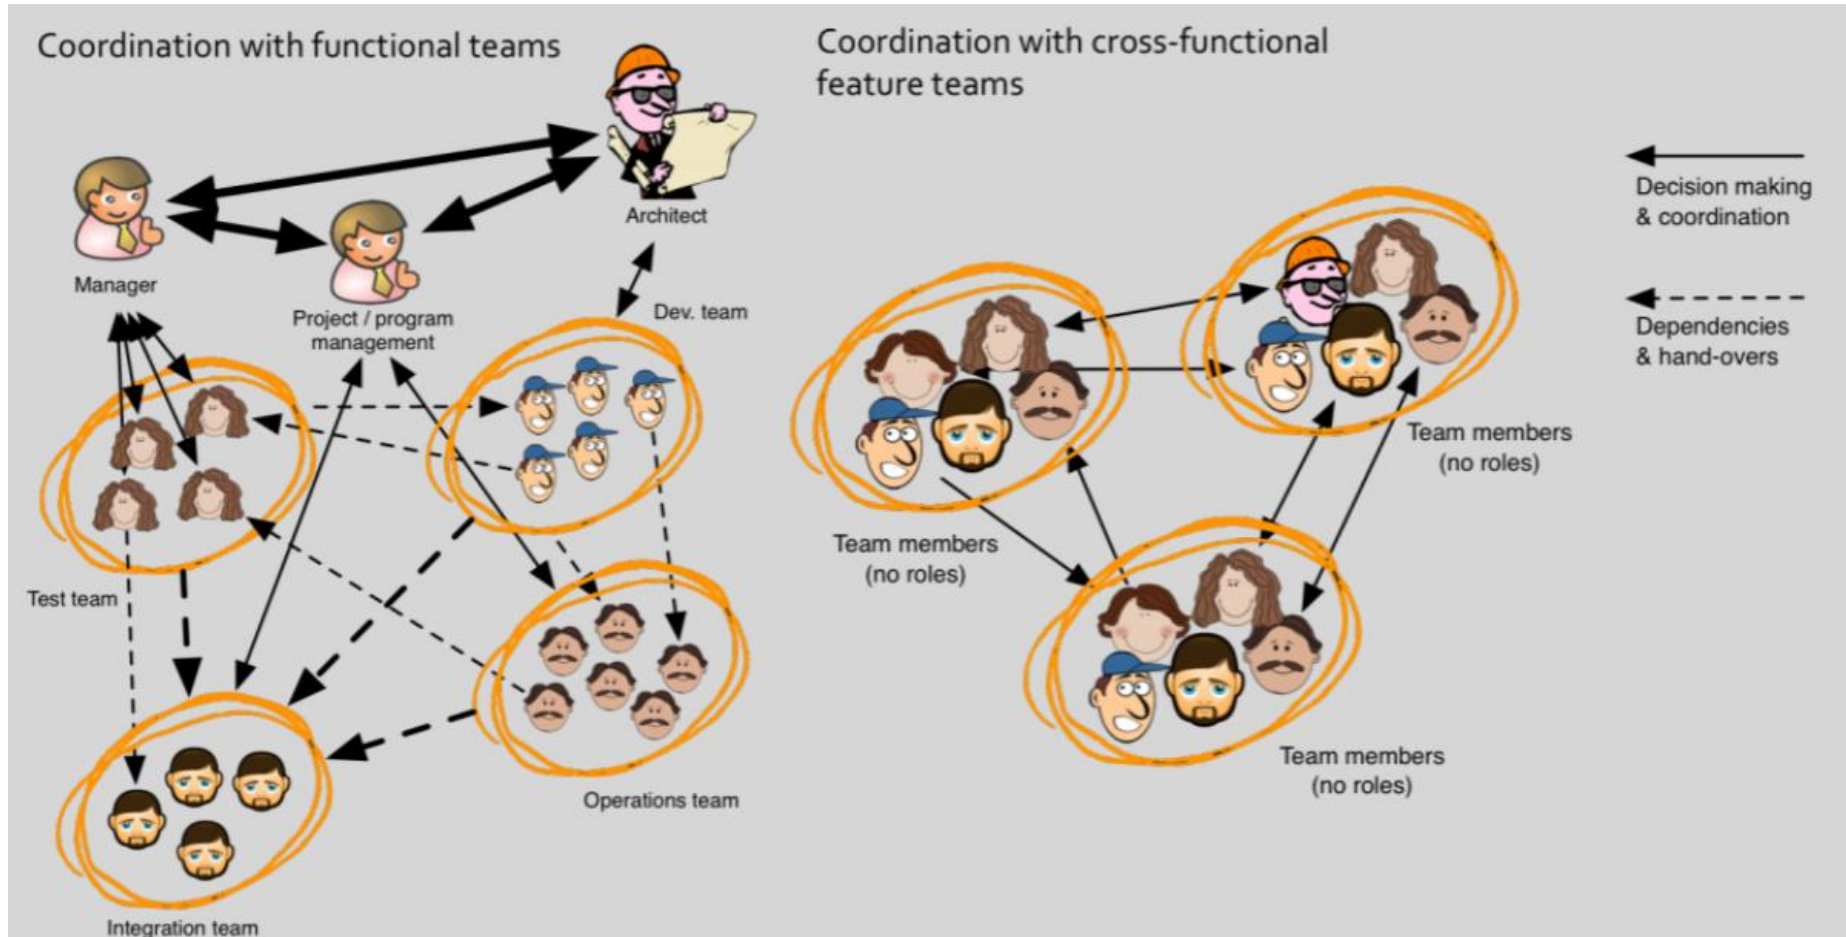 Coordination with functional teams
Architect
Manager
Project / program
management
Dev. team
Test team
Operations team
Integration team
Coordination with cross-functional
feature teams
Team members
(no roles)
Team members
(no roles)
Team members
(no roles)
Decision making
& coordination
Dependencies
& hand-overs